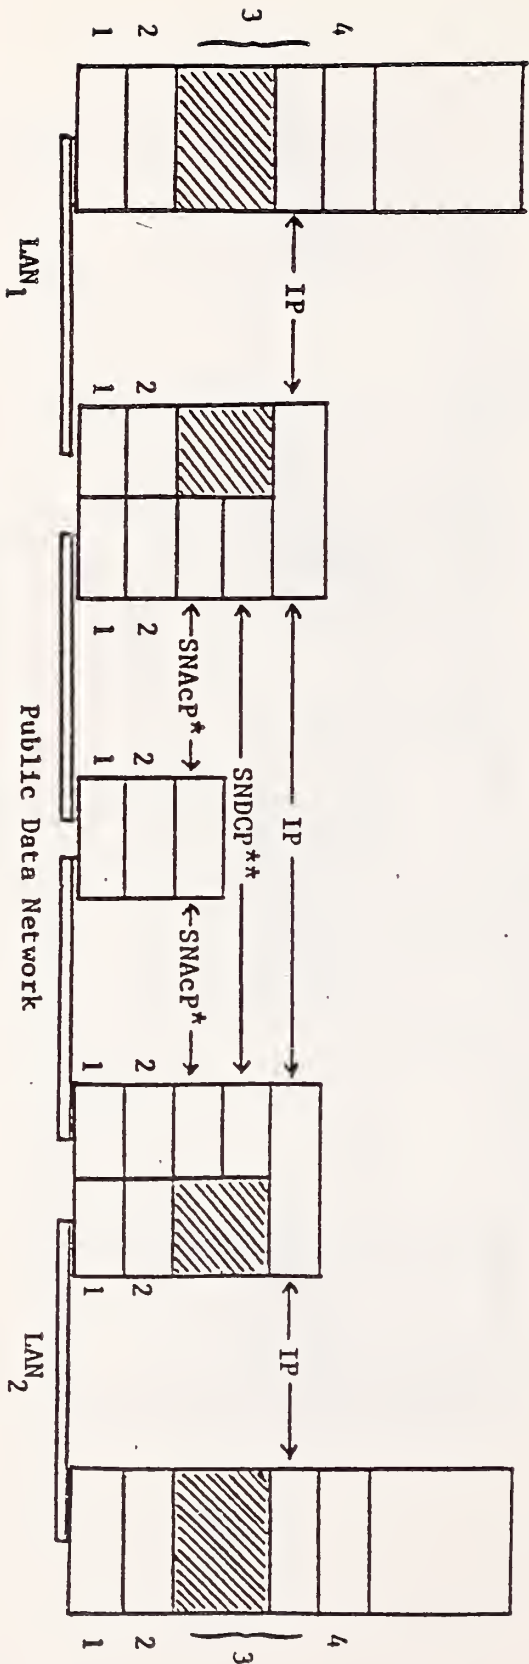 4 4
3 IP IP IP 3
SNDCP**
SNAcP* SNAcP*
2 2 2 2 2 2 2
1 1 1 1 1 1 1
LAN₁ Public Data Network LAN₂